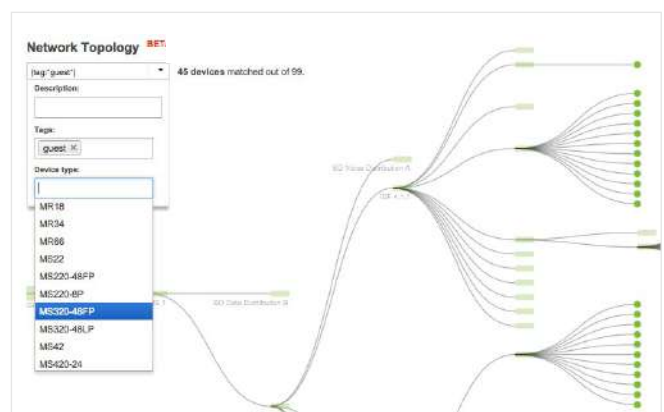 Network Topology BETA
(tag:"guest")
45 devices matched out of 99.
Description:
Tags:
guest ×
Device type:
MR18
MR34
MR66
MS22
MS220-48FP
MS220-8P
MS320-48FP
MS320-48LP
MS42
MS420-24